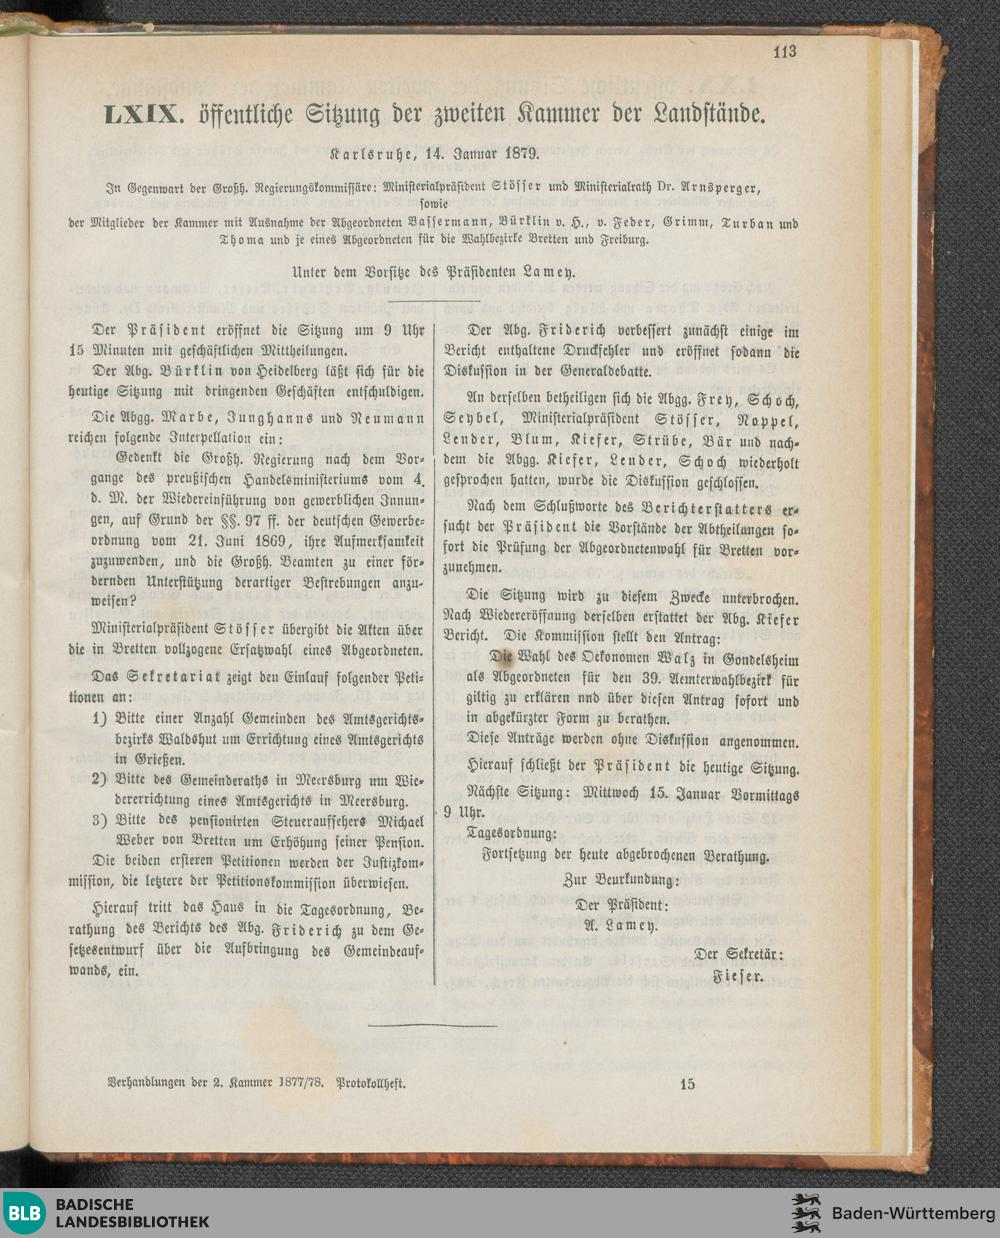 113
LXIX. öffentliche Sitzung der zweiten Kammer der Landstände.
Karlsruhe, 14. Januar 1879.
In Gegenwart der Großh. Regierungskommissäre: Ministerialpräsident Stösser und Ministerialrath Dr. Arnsperger,
sowie
der Mitglieder der Kammer mit Ausnahme der Abgeordneten Bassermann, Bürklin v. H., v. Feder, Grimm, Turban und
Thoma und je eines Abgeordneten für die Wahlbezirke Bretten und Freiburg.
Unter dem Vorsitze des Präsidenten Lamey.
Der Präsident eröffnet die Sitzung um 9 Uhr
15 Minuten mit geschäftlichen Mittheilungen.
Der Abg. Bürklin von Heidelberg läßt sich für die
heutige Sitzung mit dringenden Geschäften entschuldigen.
Die Abgg. Marbe, Junghanns und Neumann
reichen folgende Interpellation ein:
Gedenkt die Großh. Regierung nach dem Vor-
gange des preußischen Handelsministeriums vom 4.
d. M. der Wiedereinführung von gewerblichen Innun-
gen, auf Grund der §§. 97 ff. der deutschen Gewerbe-
ordnung vom 21. Juni 1869, ihre Aufmerksamkeit
zuzuwenden, und die Großh. Beamten zu einer för-
dernden Unterstützung derartiger Bestrebungen anzu-
weisen?
Ministerialpräsident Stösser übergibt die Akten über
die in Bretten vollzogene Ersatzwahl eines Abgeordneten.
Das Sekretariat zeigt den Einlauf folgender Peti-
tionen an:
1) Bitte einer Anzahl Gemeinden des Amtsgerichts-
bezirks Waldshut um Errichtung eines Amtsgerichts
in Grießen.
2) Bitte des Gemeinderaths in Meersburg um Wie-
dererrichtung eines Amtsgerichts in Meersburg.
3) Bitte des pensionirten Steueraufsehers Michael
Weber von Bretten um Erhöhung seiner Pension.
Die beiden ersteren Petitionen werden der Justizkom-
mission, die letztere der Petitionskommission überwiesen.
Hierauf tritt das Haus in die Tagesordnung, Be-
rathung des Berichts des Abg. Friderich zu dem Ge-
setzesentwurf über die Aufbringung des Gemeindeauf-
wands, ein.
Der Abg. Friderich verbessert zunächst einige im
Bericht enthaltene Druckfehler und eröffnet sodann die
Diskussion in der Generaldebatte.
An derselben betheiligen sich die Abgg. Frey, Schoch,
Seybel, Ministerialpräsident Stösser, Noppel,
Lender, Blum, Kiefer, Strübe, Bär und nach-
dem die Abgg. Kiefer, Lender, Schoch wiederholt
gesprochen hatten, wurde die Diskussion geschlossen.
Nach dem Schlußworte des Berichterstatters er-
sucht der Präsident die Vorstände der Abtheilungen so-
fort die Prüfung der Abgeordnetenwahl für Bretten vor-
zunehmen.
Die Sitzung wird zu diesem Zwecke unterbrochen.
Nach Wiedereröffnung derselben erstattet der Abg. Kiefer
Bericht. Die Kommission stellt den Antrag:
Die Wahl des Oekonomen Walz in Gondelsheim
als Abgeordneten für den 39. Aemterwahlbezirk für
giltig zu erklären und über diesen Antrag sofort und
in abgekürzter Form zu berathen.
Diese Anträge werden ohne Diskussion angenommen.
Hierauf schließt der Präsident die heutige Sitzung.
Nächste Sitzung: Mittwoch 15. Januar Vormittags
9 Uhr.
Tagesordnung:
Fortsetzung der heute abgebrochenen Berathung.
Zur Beurkundung:
Der Präsident:
A. Lamey.
Der Sekretär:
Fieser.
Verhandlungen der 2. Kammer 1877/78. Protokollheft.
15
BLB BADISCHE
LANDESBIBLIOTHEK
Baden-Württemberg